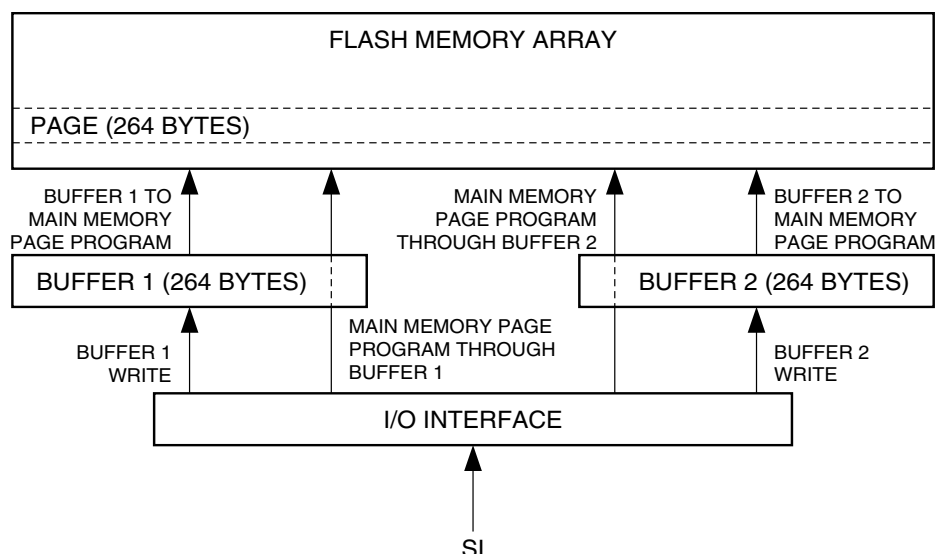 FLASH MEMORY ARRAY
PAGE (264 BYTES)
BUFFER 1 TO
MAIN MEMORY
PAGE PROGRAM
MAIN MEMORY
PAGE PROGRAM
THROUGH BUFFER 2
BUFFER 2 TO
MAIN MEMORY
PAGE PROGRAM
BUFFER 1 (264 BYTES)
BUFFER 2 (264 BYTES)
BUFFER 1
WRITE
MAIN MEMORY PAGE
PROGRAM THROUGH
BUFFER 1
BUFFER 2
WRITE
I/O INTERFACE
SI